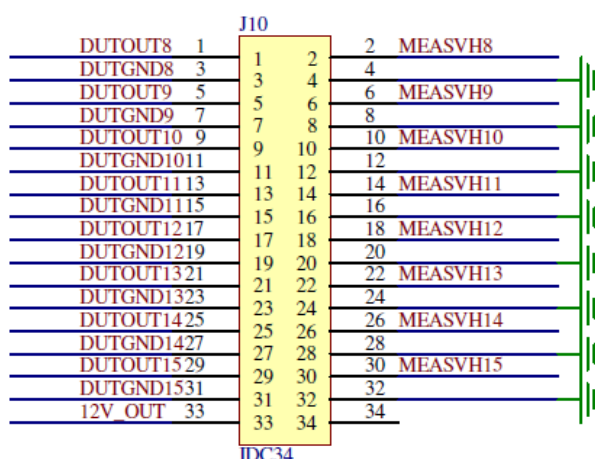 J10
DUTOUT8 1 1 2 2 MEASVH8
DUTGND8 3 3 4 4
DUTOUT9 5 5 6 6 MEASVH9
DUTGND9 7 7 8 8
DUTOUT10 9 9 10 10 MEASVH10
DUTGND10 11 11 12 12
DUTOUT11 13 13 14 14 MEASVH11
DUTGND11 15 15 16 16
DUTOUT12 17 17 18 18 MEASVH12
DUTGND12 19 19 20 20
DUTOUT13 21 21 22 22 MEASVH13
DUTGND13 23 23 24 24
DUTOUT14 25 25 26 26 MEASVH14
DUTGND14 27 27 28 28
DUTOUT15 29 29 30 30 MEASVH15
DUTGND15 31 31 32 32
12V_OUT 33 33 34 34
IDC34